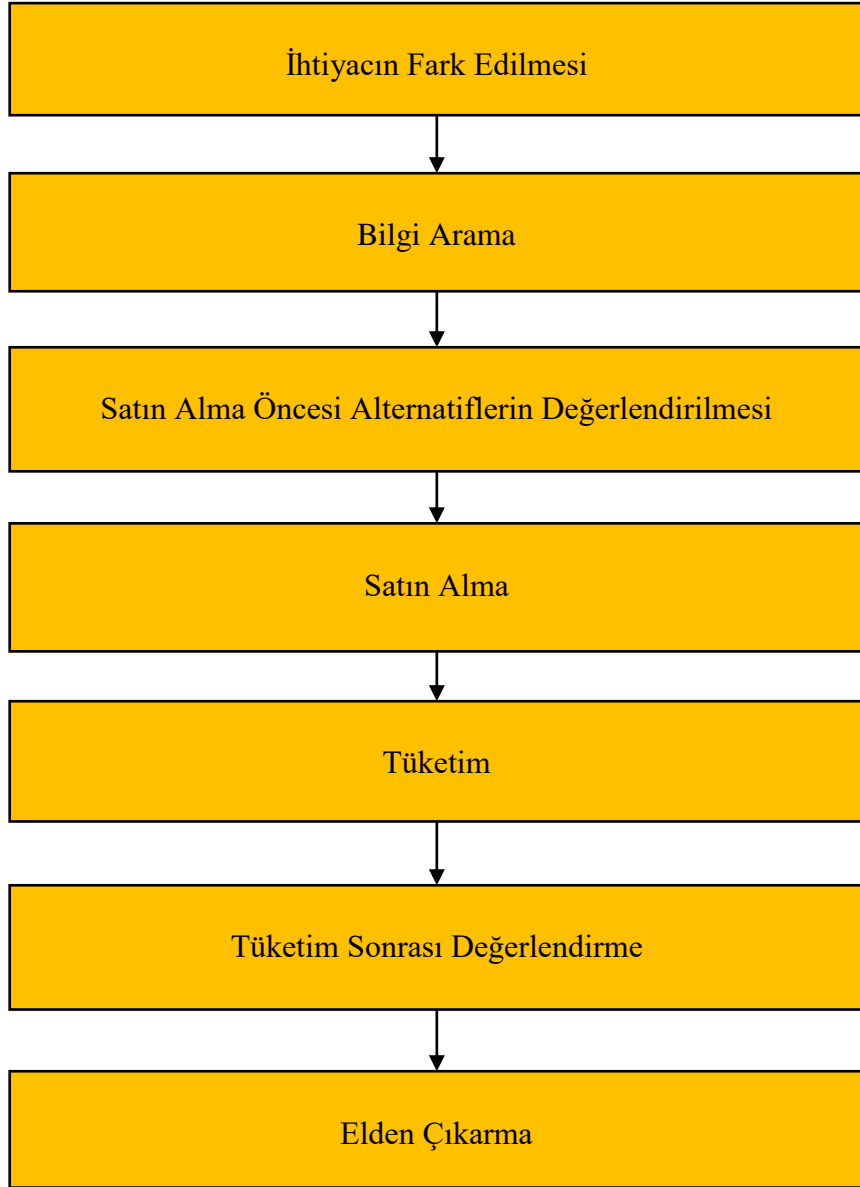 İhtiyacın Fark Edilmesi
Bilgi Arama
Satın Alma Öncesi Alternatiflerin Değerlendirilmesi
Satın Alma
Tüketim
Tüketim Sonrası Değerlendirme
Elden Çıkarma